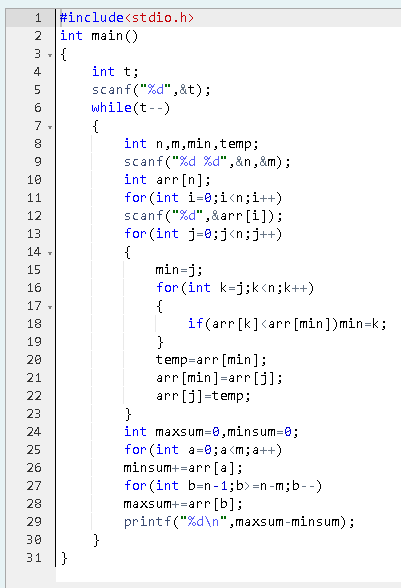 1 #include<stdio.h>
2 int main()
3 {
4 int t;
5 scanf("%d",&t);
6 while(t--)
7 {
8 int n,m,min,temp;
9 scanf("%d %d",&n,&m);
10 int arr[n];
11 for(int i=0;i<n;i++)
12 scanf("%d",&arr[i]);
13 for(int j=0;j<n;j++)
14 {
15 min=j;
16 for(int k=j;k<n;k++)
17 {
18 if(arr[k]<arr[min])min=k;
19 }
20 temp=arr[min];
21 arr[min]=arr[j];
22 arr[j]=temp;
23 }
24 int maxsum=0,minsum=0;
25 for(int a=0;a<m;a++)
26 minsum+=arr[a];
27 for(int b=n-1;b>=n-m;b--)
28 maxsum+=arr[b];
29 printf("%d\n",maxsum-minsum);
30 }
31 }